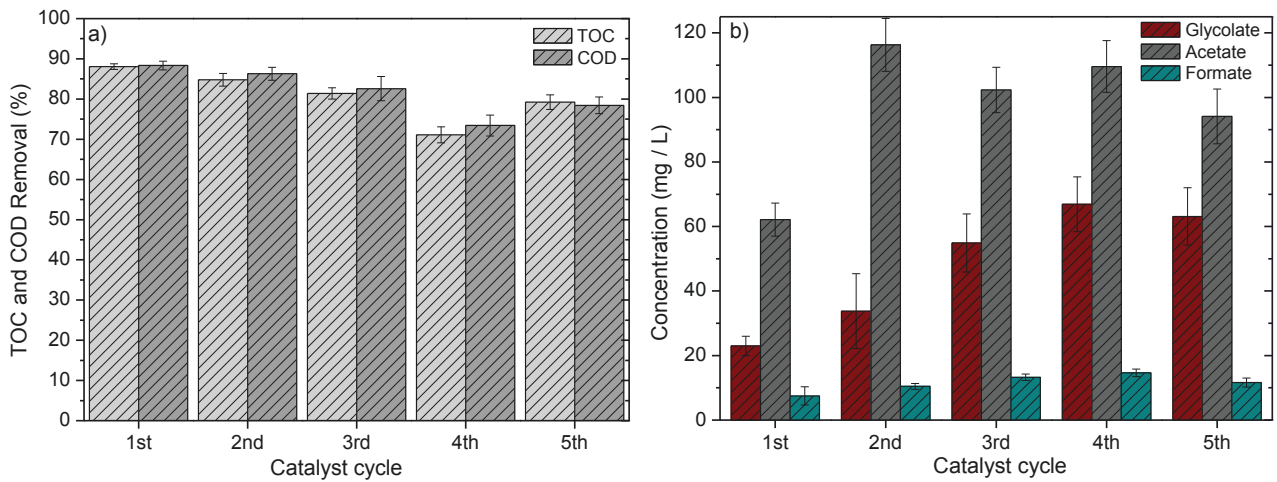 a)
TOC
COD
TOC and COD Removal (%)
100
90
80
70
60
50
40
30
20
10
0
1st 2nd 3rd 4th 5th
Catalyst cycle
b)
Glycolate
Acetate
Formate
Concentration (mg / L)
120
100
80
60
40
20
0
1st 2nd 3rd 4th 5th
Catalyst cycle